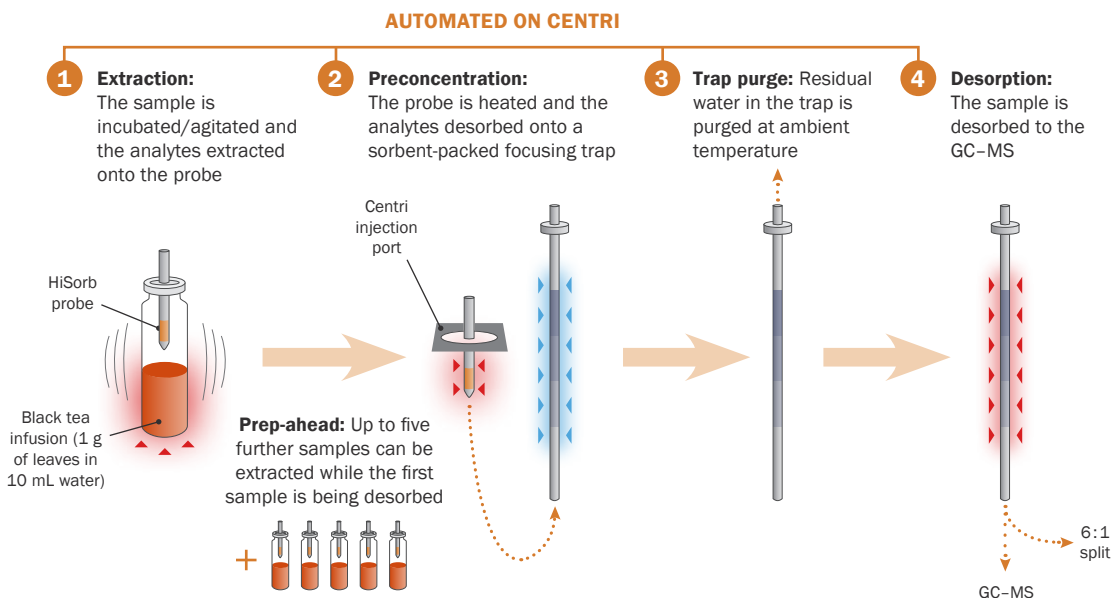 AUTOMATED ON CENTRI
1
Extraction:
The sample is
incubated/agitated and
the analytes extracted
onto the probe
2
Preconcentration:
The probe is heated and the
analytes desorbed onto a
sorbent-packed focusing trap
3
Trap purge: Residual
water in the trap is
purged at ambient
temperature
4
Desorption:
The sample is
desorbed to the
GC–MS
HiSorb
probe
Black tea
infusion (1 g
of leaves in
10 mL water)
Centri
injection
port
Prep-ahead: Up to five
further samples can be
extracted while the first
sample is being desorbed
+
6:1
split
GC–MS